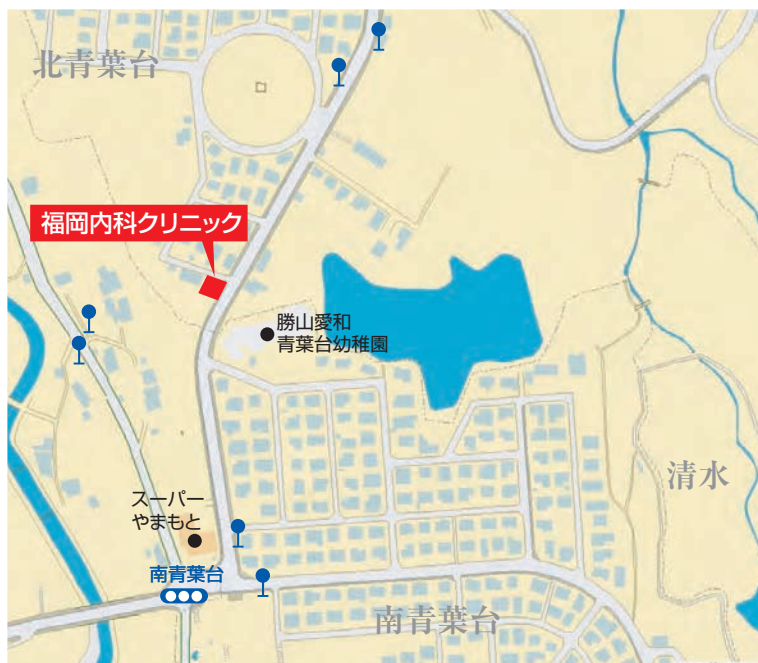 北青葉台
福岡内科クリニック
勝山愛和
青葉台幼稚園
清水
スーパー
やまもと
南青葉台
南青葉台